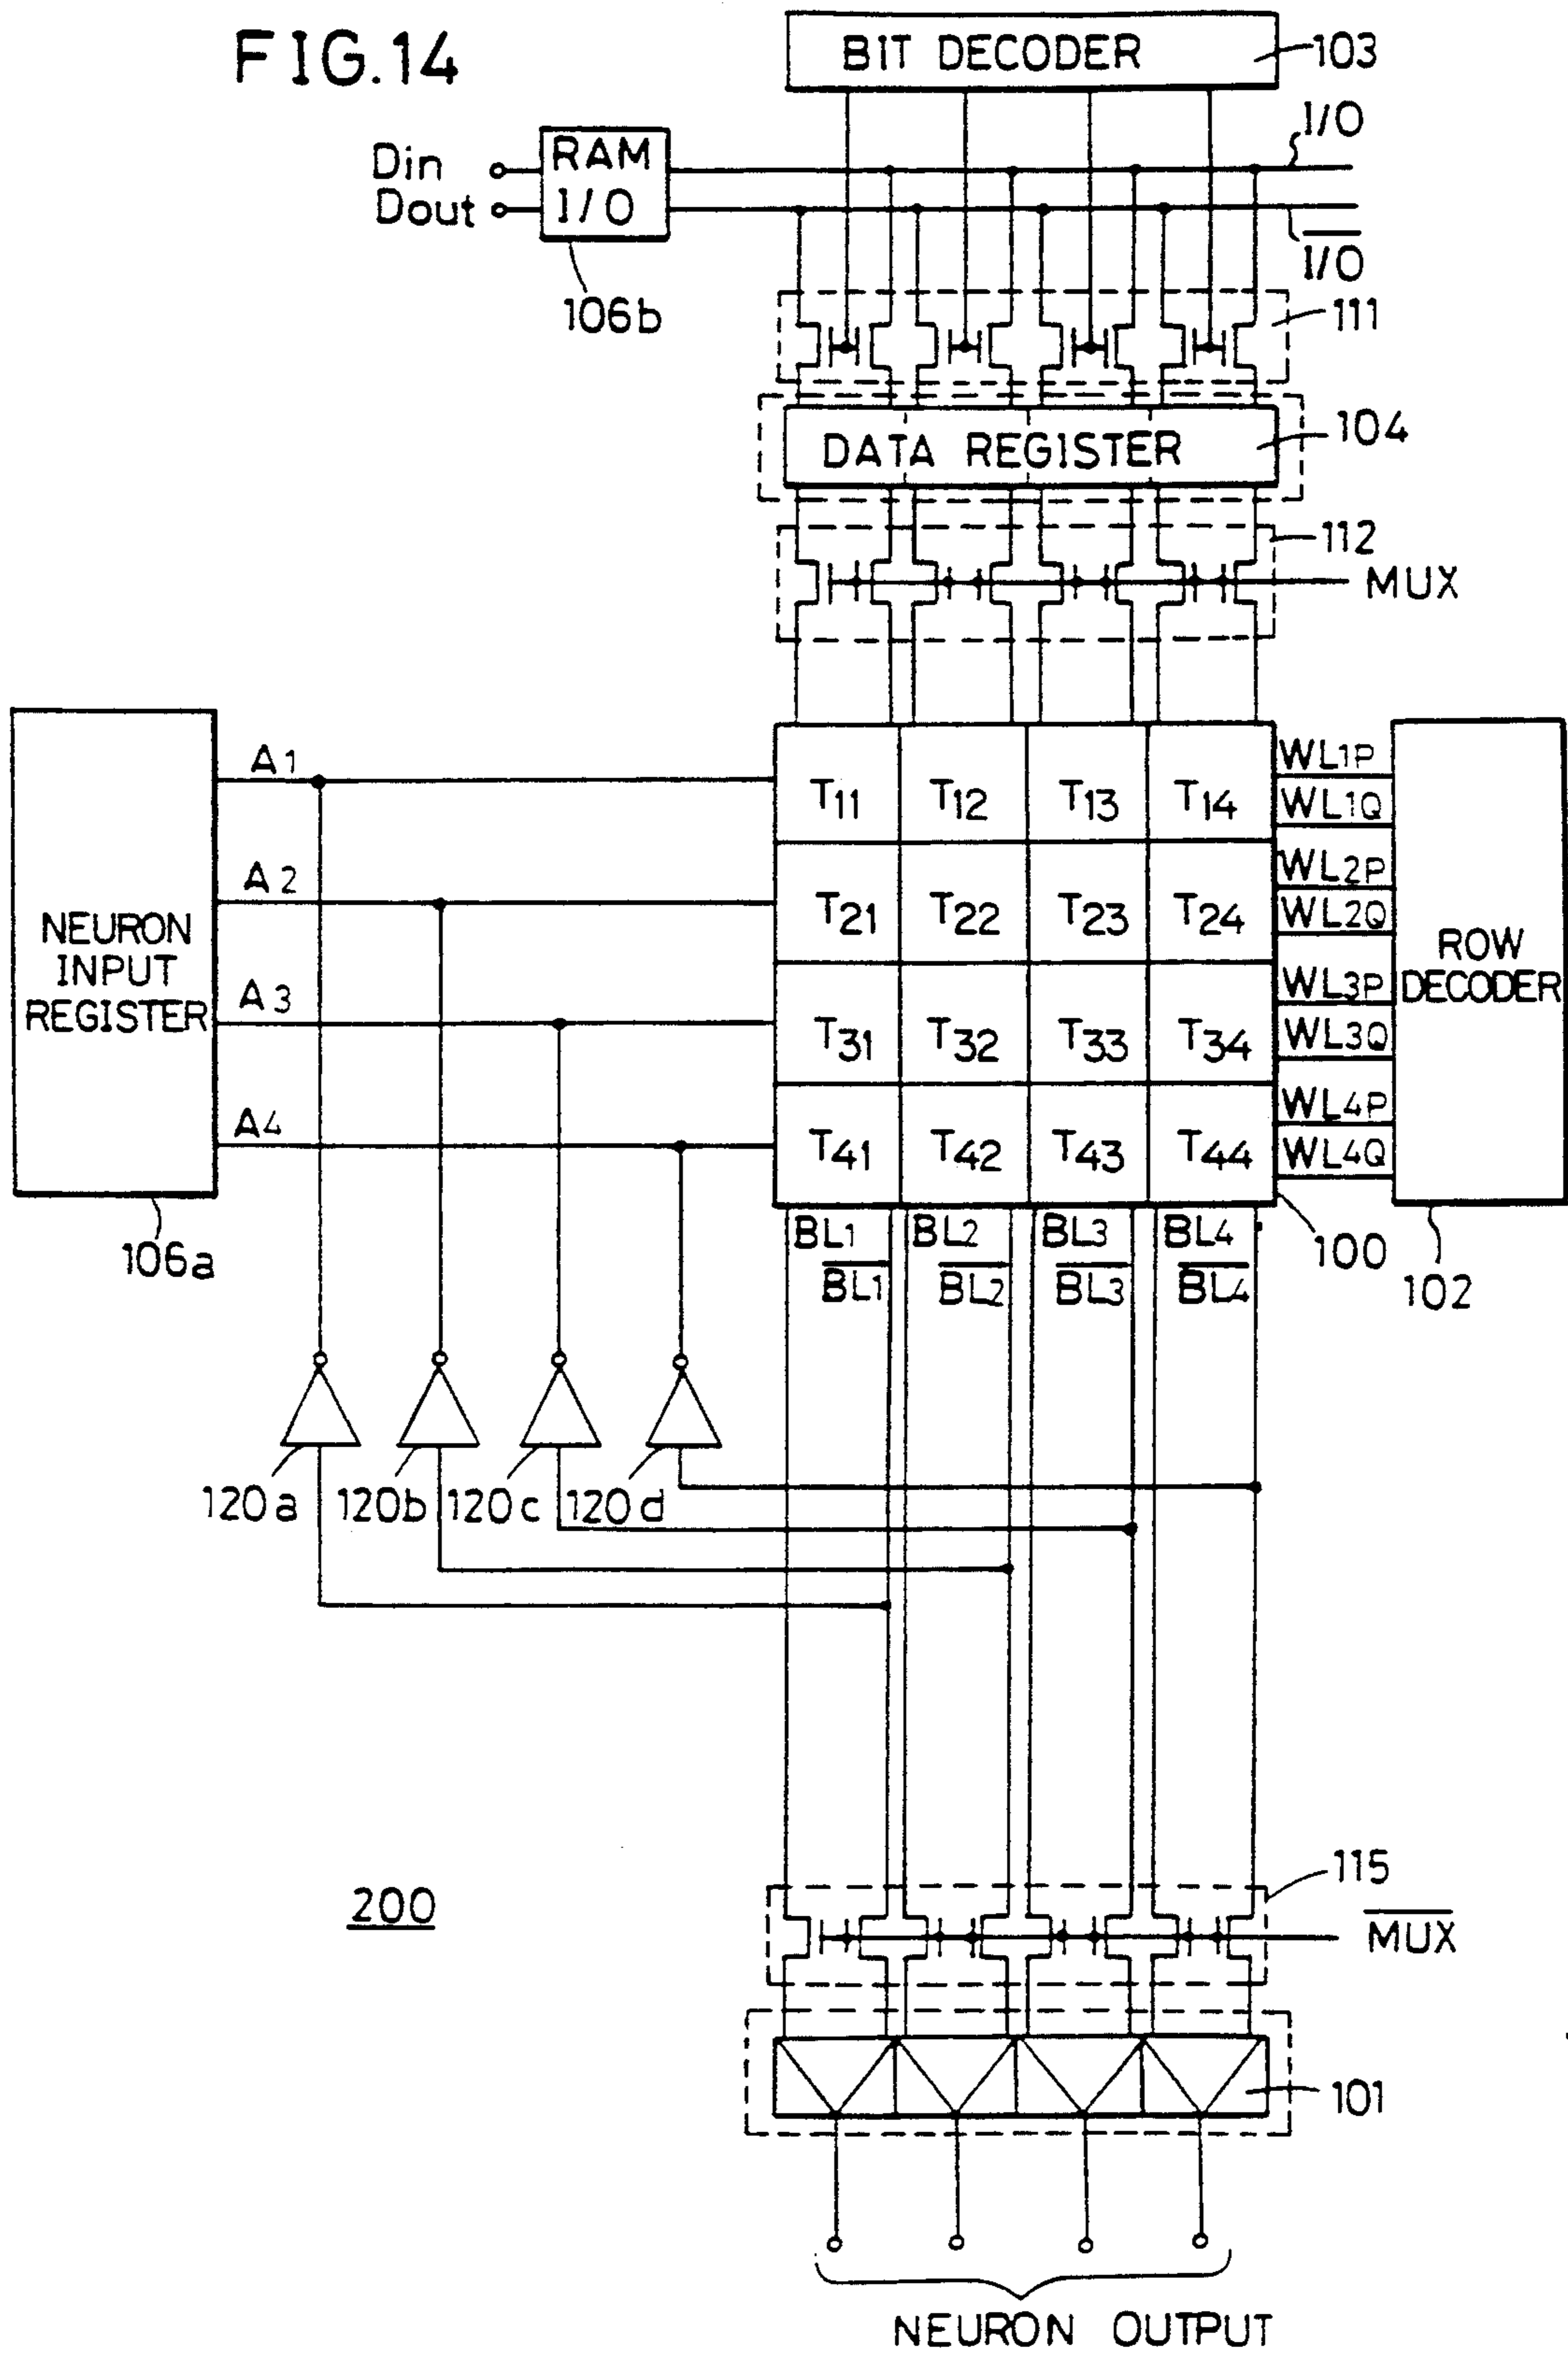 FIG.14
BIT DECODER
103
I/O
Din
Dout
RAM
I/O
I/O
106b
111
DATA REGISTER
104
112
MUX
NEURON
INPUT
REGISTER
106a
A1
A2
A3
A4
T11 T12 T13 T14
T21 T22 T23 T24
T31 T32 T33 T34
T41 T42 T43 T44
WL1P
WL1Q
WL2P
WL2Q
WL3P
WL3Q
WL4P
WL4Q
ROW
DECODER
102
100
BL1 BL2 BL3 BL4
BL1 BL2 BL3 BL4
120a 120b 120c 120d
200
115
MUX
101
NEURON OUTPUT